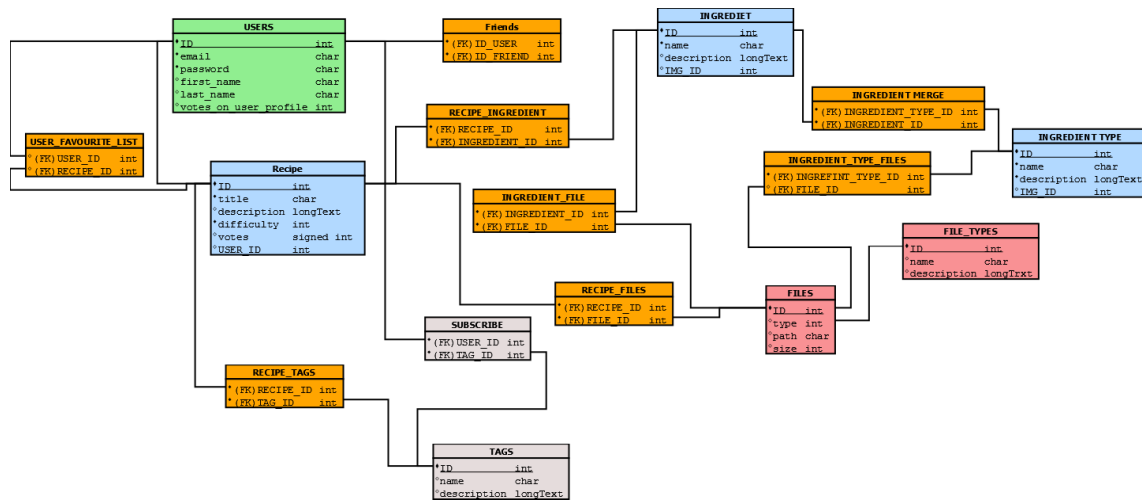 USERS
♦ID int
*email char
*password char
°first_name char
°last_name char
°votes_on_user_profile int
Friends
*(FK)ID_USER int
*(FK)ID_FRIEND int
INGREDIET
♦ID int
*name char
°description longText
°IMG_ID int
RECIPE_INGREDIENT
*(FK)RECIPE_ID int
*(FK)INGREDIENT_ID int
INGREDIENT MERGE
*(FK)INGREDIENT_TYPE_ID int
*(FK)INGREDIENT_ID int
INGREDIENT TYPE
♦ID int
*name char
*description longText
°IMG_ID int
USER_FAVOURITE_LIST
°(FK)USER_ID int
°(FK)RECIPE_ID int
Recipe
♦ID int
*title char
°description longText
*difficulty int
°votes signed int
°USER_ID int
INGREDIENT_TYPE_FILES
*(FK)INGREFINT_TYPE_ID int
°(FK)FILE_ID int
INGREDIENT_FILE
*(FK)INGREDIENT_ID int
*(FK)FILE_ID int
FILE_TYPES
♦ID int
°name char
°description longTrxt
RECIPE_FILES
*(FK)RECIPE_ID int
*(FK)FILE_ID int
FILES
♦ID int
°type int
°path char
°size int
SUBSCRIBE
*(FK)USER_ID int
*(FK)TAG_ID int
RECIPE_TAGS
*(FK)RECIPE_ID int
*(FK)TAG_ID int
TAGS
♦ID int
°name char
°description longText